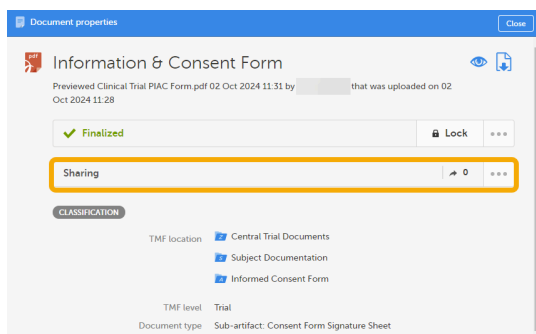 Document properties
Close
pdf
Information & Consent Form
Previewed Clinical Trial PIAC Form.pdf 02 Oct 2024 11:31 by that was uploaded on 02
Oct 2024 11:28
Finalized
Lock
Sharing
0
CLASSIFICATION
TMF location
Z Central Trial Documents
Subject Documentation
A Informed Consent Form
TMF level Trial
Document type Sub-artifact: Consent Form Signature Sheet